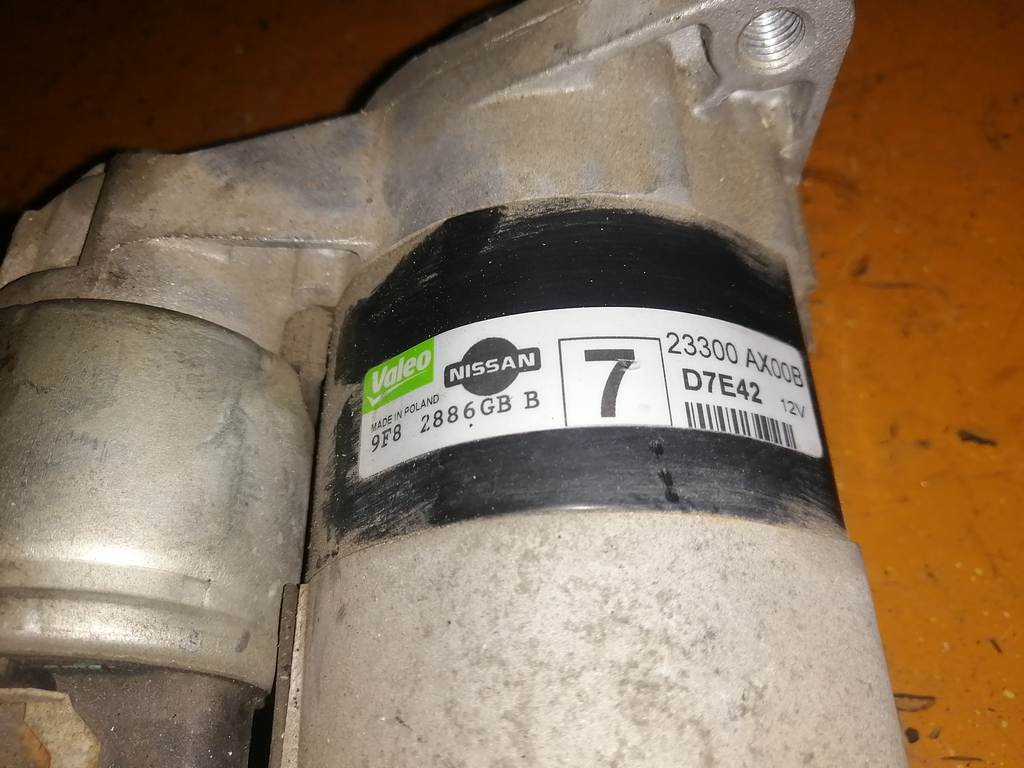 Valeo
NISSAN
MADE IN POLAND
9F8 2886GB B
7
23300 AX00B
D7E42 12V